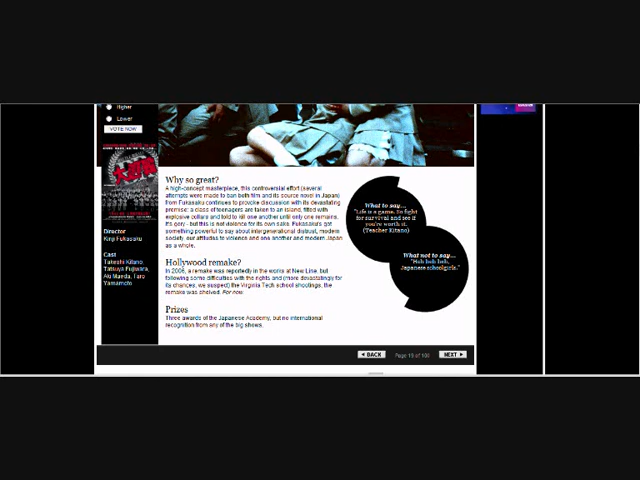 Higher
Lower
VOTE NOW
大逆転
Director
Kinji Fukasaku
Cast
Takeshi Kitano,
Tatsuya Fujiwara,
Aki Maeda, Taro
Yamamoto
Why so great?
A high-concept masterpiece, this controversial effort (several
attempts were made to ban both film and its source novel in Japan)
from Fukasaku continues to provoke discussion with its devastating
premise: a class of teenagers are taken to an island, fitted with
explosive collars and told to kill one another until only one remains.
It's gory - but this is not violence for its own sake. Fukasaku's got
something powerful to say about intergenerational distrust, modern
society, our attitudes to violence and one another and modern Japan
as a whole.
Hollywood remake?
In 2006, a remake was reportedly in the works at New Line, but
following some difficulties with the rights (and more devastatingly
for its chances, we suspect) the Virginia Tech school shootings, the
remake was shelved. For now.
Prizes
Three awards of the Japanese Academy, but no international
recognition from any of the big shows.
What to say...
"Life is a game. So fight
for survival and see if
you're worth it.
(Teacher Kitano)
What not to say...
"Huh huh huh,
Japanese schoolgirls."
BACK
Page 15 of 100
NEXT